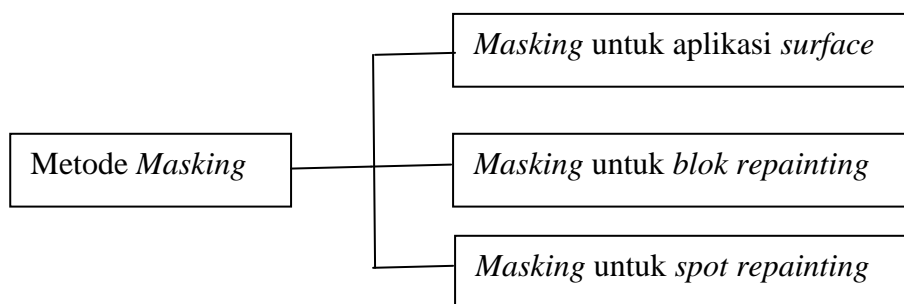 Masking untuk aplikasi surface
Metode Masking
Masking untuk blok repainting
Masking untuk spot repainting